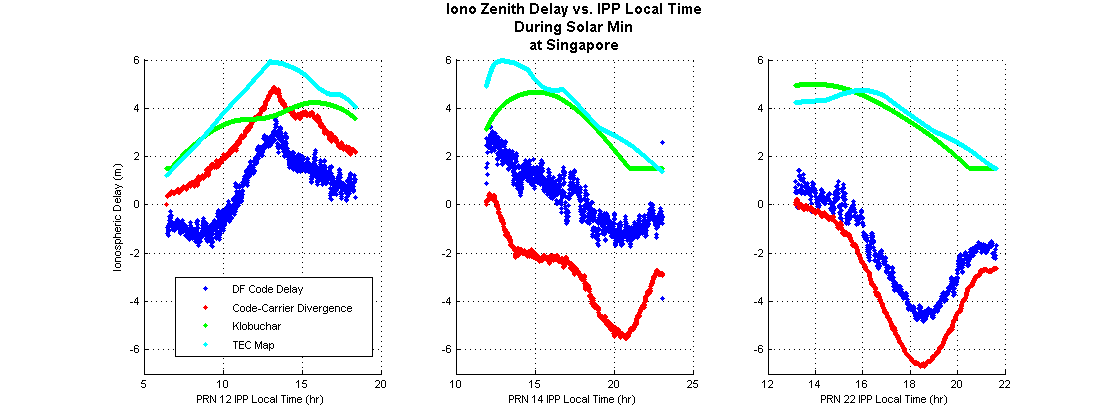 Iono Zenith Delay vs. IPP Local Time
During Solar Min
at Singapore
Ionospheric Delay (m)
6
4
2
0
-2
-4
-6
DF Code Delay
Code-Carrier Divergence
Klobuchar
TEC Map
5 10 15 20
PRN 12 IPP Local Time (hr)
6
4
2
0
-2
-4
-6
10 15 20 25
PRN 14 IPP Local Time (hr)
6
4
2
0
-2
-4
-6
12 14 16 18 20 22
PRN 22 IPP Local Time (hr)